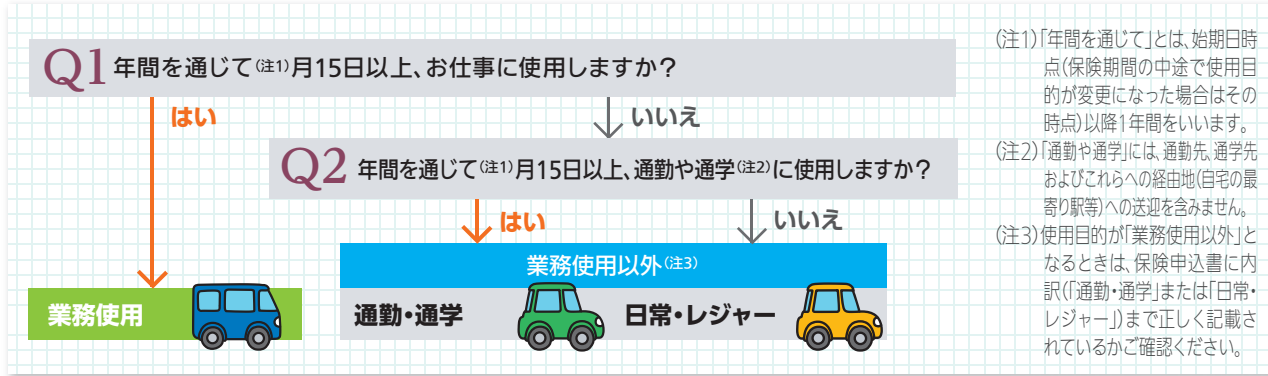 Q1 年間を通じて(注1)月15日以上、お仕事に使用しますか？
はい
いいえ
Q2 年間を通じて(注1)月15日以上、通勤や通学(注2)に使用しますか？
はい
いいえ
業務使用以外(注3)
業務使用
通勤・通学
日常・レジャー
(注1)「年間を通じて」とは、始期日時
点(保険期間の中途で使用目
的が変更になった場合はその
時点)以降1年間をいいます。
(注2)「通勤や通学」には、通勤先、通学先
およびこれらへの経由地(自宅の最
寄り駅等)への送迎を含みません。
(注3)使用目的が「業務使用以外」と
なるときは、保険申込書に内
訳(「通勤・通学」または「日常・
レジャー」)まで正しく記載さ
れているかご確認ください。